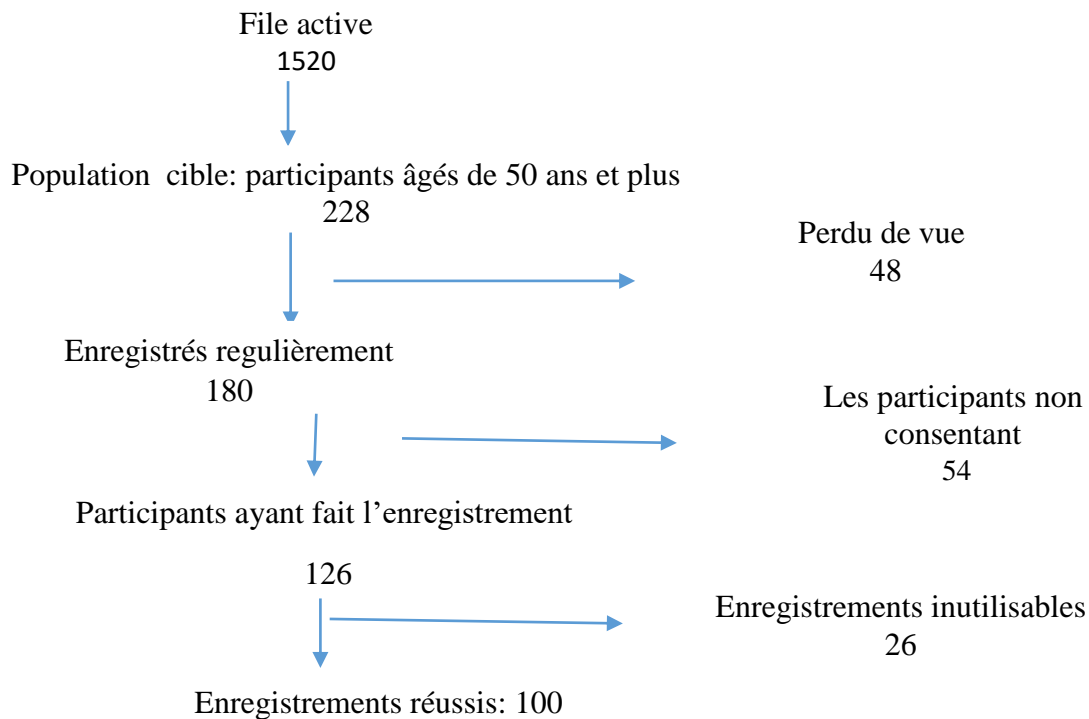 File active
1520
Population cible: participants âgés de 50 ans et plus
228
Perdu de vue
48
Enregistrés regulièrement
180
Les participants non
consentant
54
Participants ayant fait l’enregistrement
126
Enregistrements inutilisables
26
Enregistrements réussis: 100